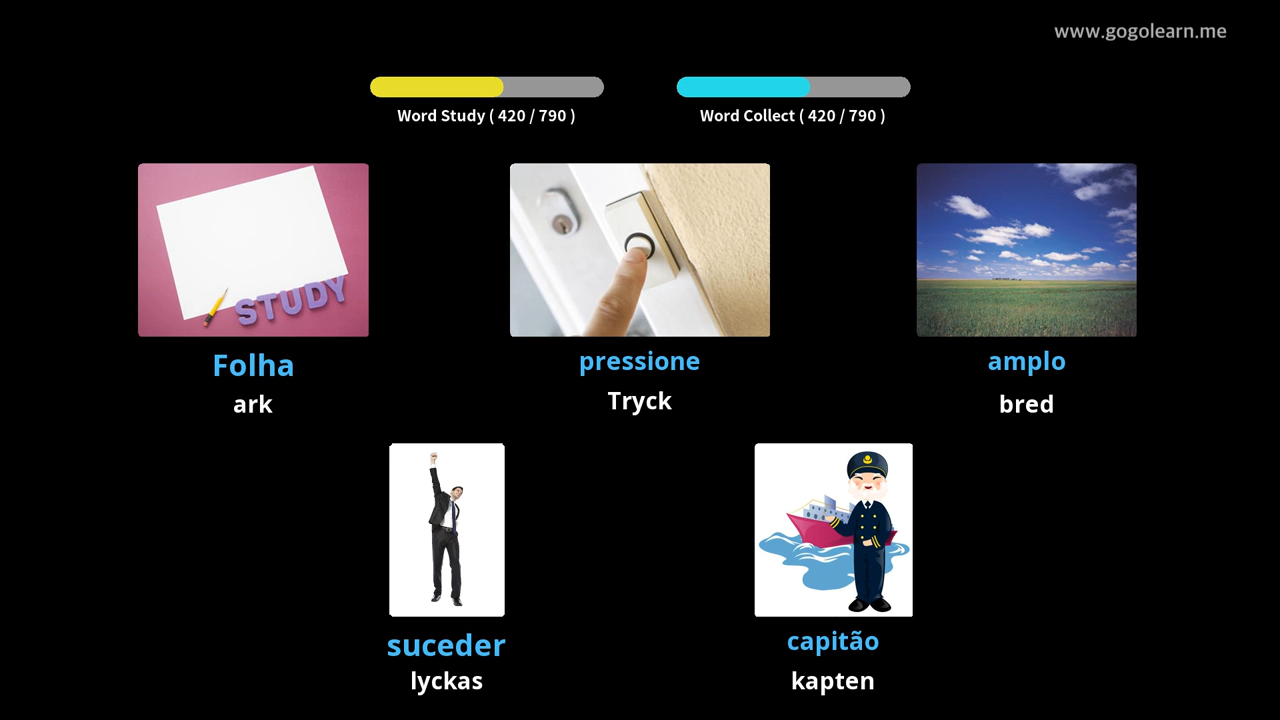 www.gogolearn.me
Word Study ( 420 / 790 )
Word Collect ( 420 / 790 )
STUDY
Folha
ark
pressione
Tryck
amplo
bred
suceder
lyckas
capitão
kapten